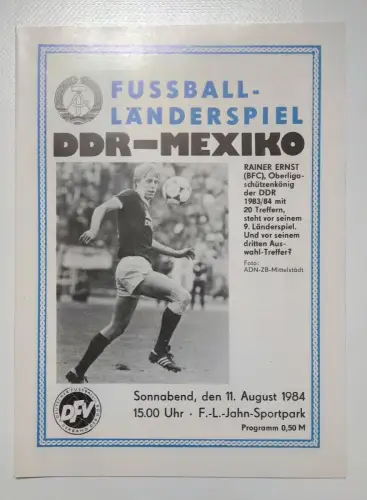 FUSSBALL-
LÄNDERSPIEL
DDR-MEXIKO
RAINER ERNST
(BFC), Oberliga-
schützenkönig
der DDR
1983/84 mit
20 Treffern,
steht vor seinem
9. Länderspiel.
Und vor seinem
dritten Aus-
wahl-Treffer?
Foto:
ADN-ZB-Mittelstädt
DFV
Sonnabend, den 11. August 1984
15.00 Uhr · F.-L.-Jahn-Sportpark
Programm 0,50 M